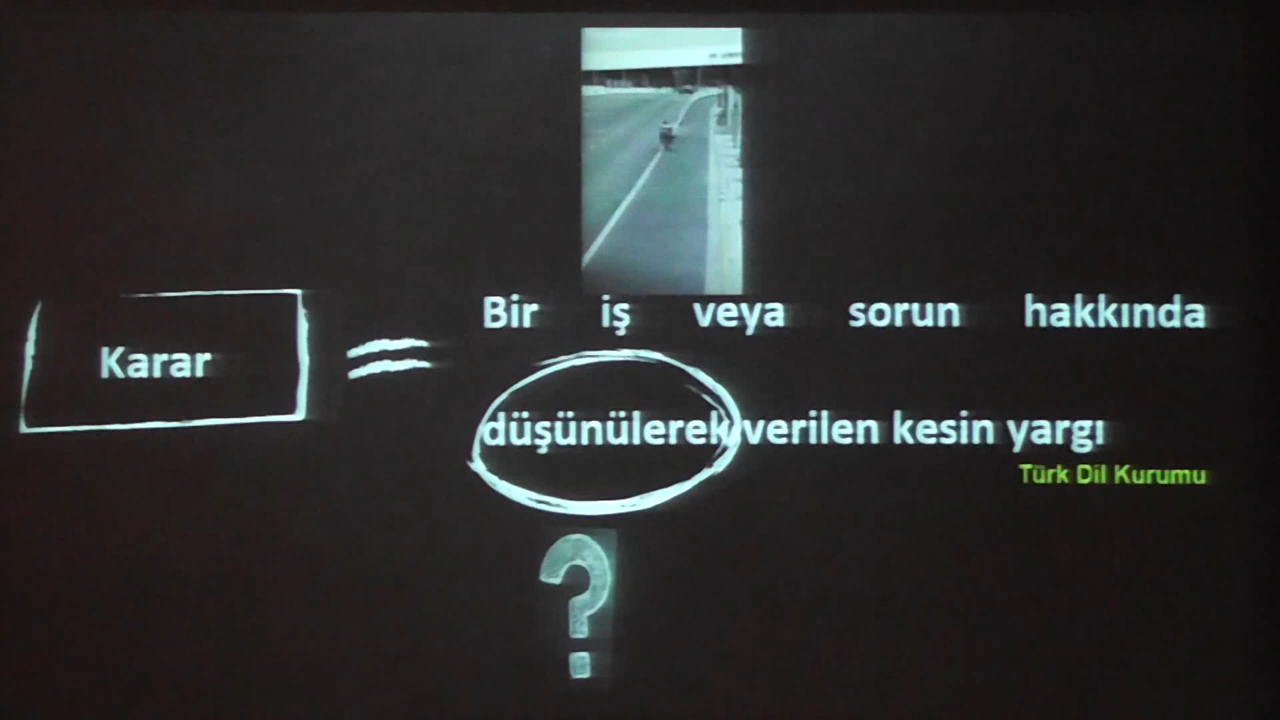 Bir iş veya sorun hakkında
Karar =
düşünülerek verilen kesin yargı
Türk Dil Kurumu
?